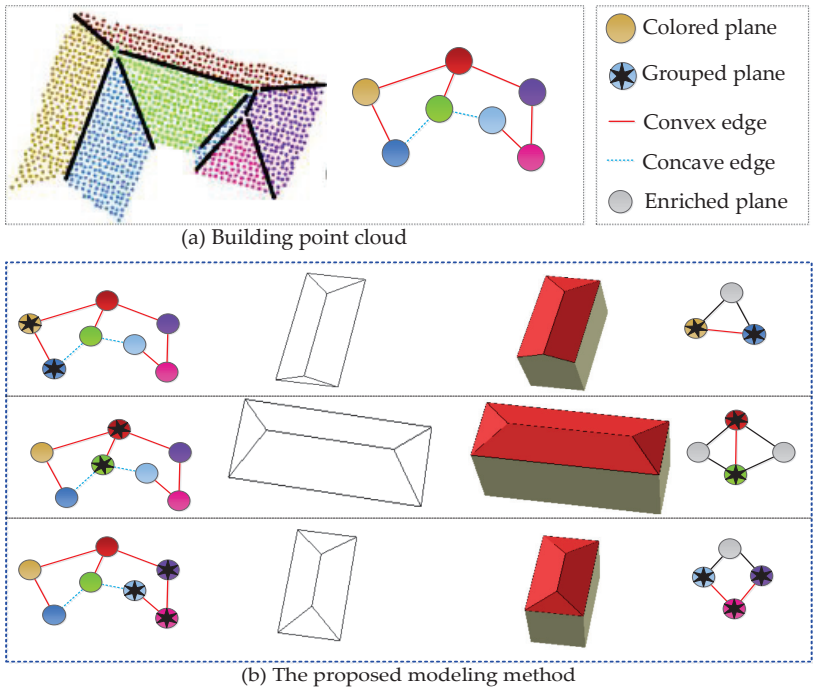 Colored plane
Grouped plane
Convex edge
Concave edge
Enriched plane
(a) Building point cloud
(b) The proposed modeling method